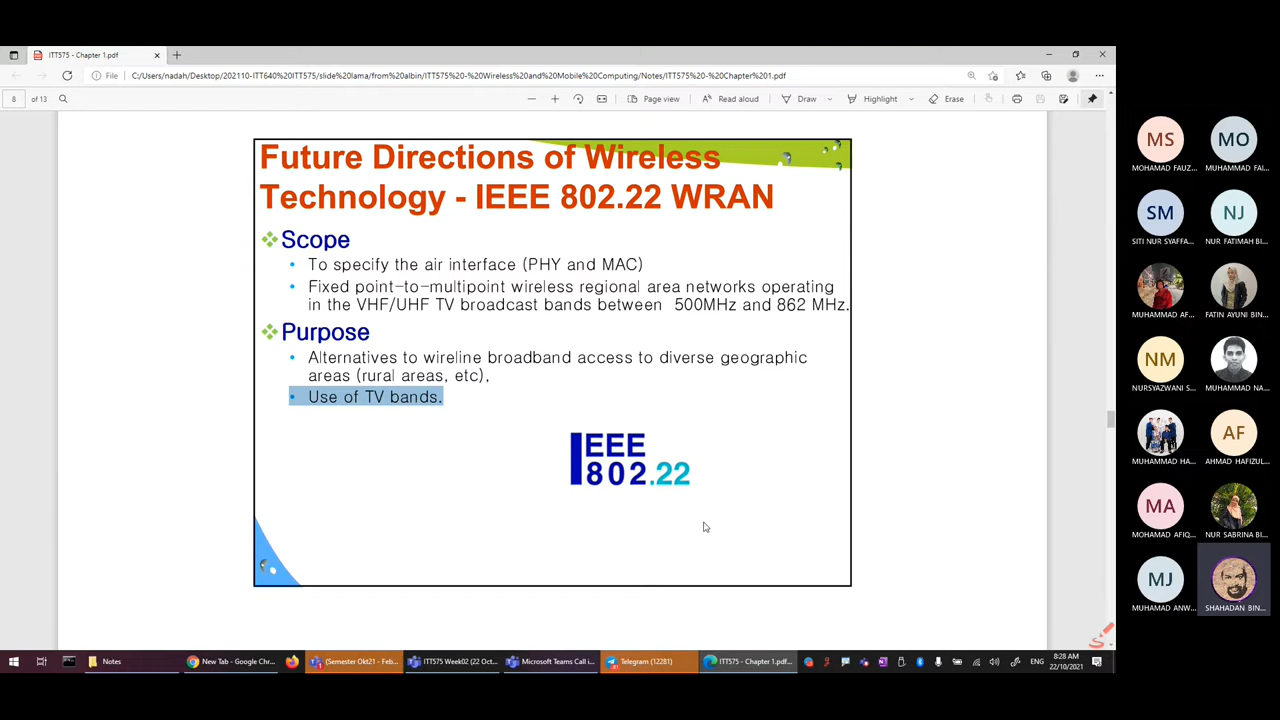 ITT575 - Chapter 1.pdf
File
C:/Users/nadah/Desktop/202110-ITT640%20ITT575/slide%20lama/from%20albin/ITT575%20-%20Wireless%20and%20Mobile%20Computing/Notes/ITT575%20-%20Chapter%201.pdf
8 of 13
Page view
Read aloud
Draw
Highlight
Erase
Future Directions of Wireless
Technology - IEEE 802.22 WRAN
Scope
• To specify the air interface (PHY and MAC)
• Fixed point-to-multipoint wireless regional area networks operating
in the VHF/UHF TV broadcast bands between 500MHz and 862 MHz.
Purpose
• Alternatives to wireline broadband access to diverse geographic
areas (rural areas, etc),
• Use of TV bands.
IEEE
802.22
MS MO
MOHAMAD FAUZ... MUHAMMAD FAI...
SM NJ
SITI NUR SYAFFA... NUR FATIMAH BI...
MUHAMMAD AF... FATIN AYUNI BIN...
NM
NURSYAZWANI S... MUHAMMAD NA...
AF
MUHAMMAD HA... AHMAD HAFIZUL...
MA
MOHAMAD AFIQ... NUR SABRINA BI...
MJ
MUHAMAD ANW... SHAHADAN BIN...
Notes
New Tab - Google Chr...
(Semester Okt21 - Feb...
ITT575 Week02 (22 Oct...
Microsoft Teams Call i...
Telegram (12281)
ITT575 - Chapter 1.pdf...
ENG
8:28 AM
22/10/2021